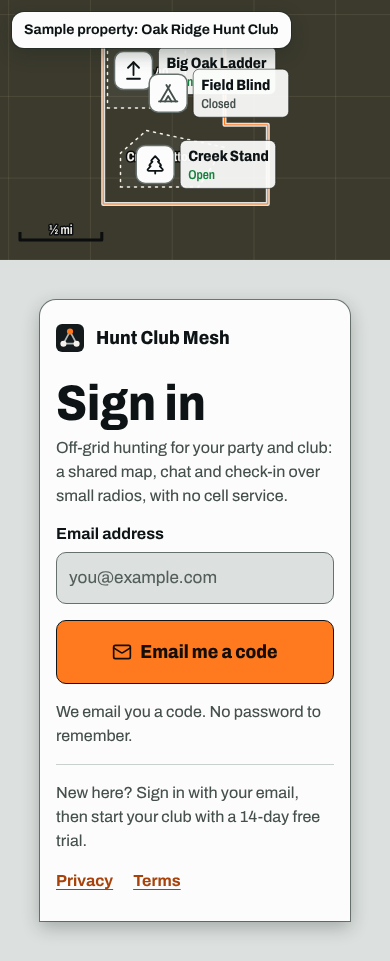 Sample property: Oak Ridge Hunt Club
Big Oak Ladder
Field Blind
Closed
Creek Stand
Open
½ mi
Hunt Club Mesh
Sign in
Off-grid hunting for your party and club:
a shared map, chat and check-in over
small radios, with no cell service.
Email address
you@example.com
Email me a code
We email you a code. No password to
remember.
New here? Sign in with your email,
then start your club with a 14-day free
trial.
Privacy Terms